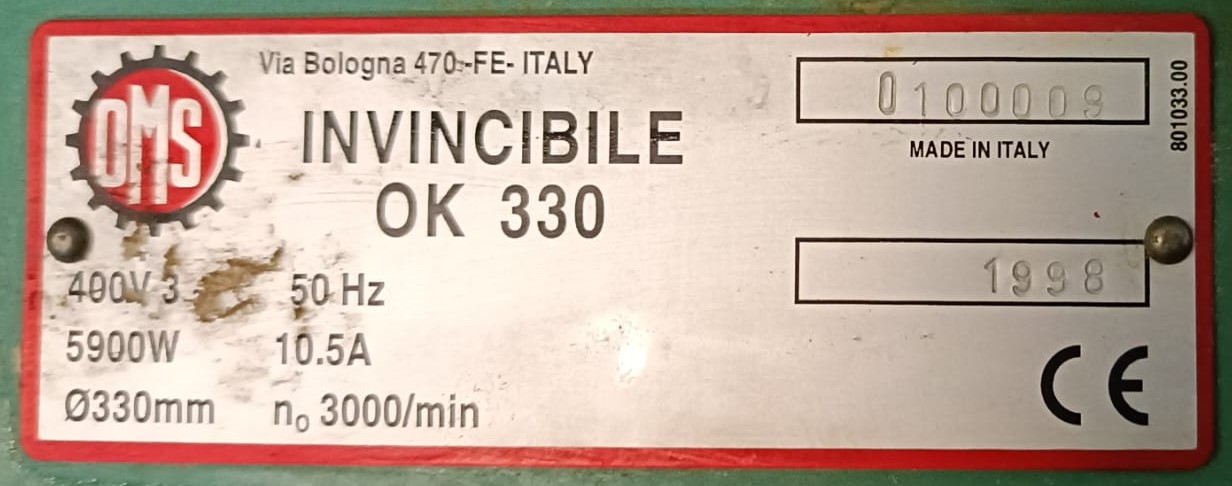 OMS
Via Bologna 470 -FE- ITALY
INVINCIBILE
OK 330
400V 3 50 Hz
5900W 10.5A
Ø330mm n₀ 3000/min
0100009
MADE IN ITALY
801033.00
1998
CE